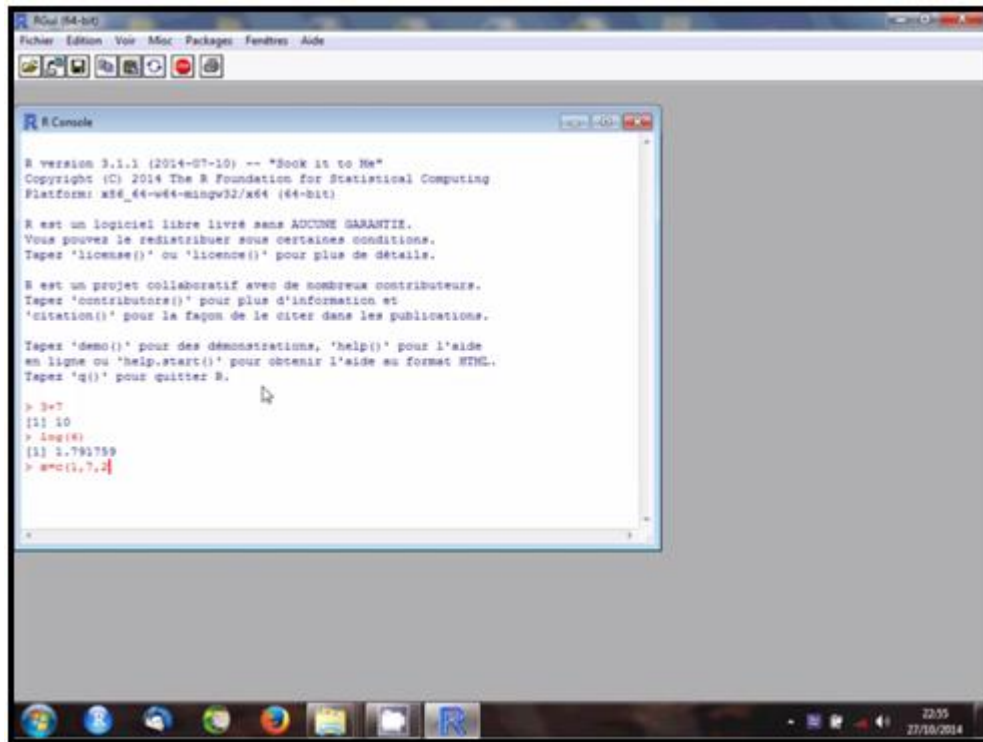 RGui (64-bit)
Fichier Edition Voir Misc Packages Fenêtres Aide
R Console
R version 3.1.1 (2014-07-10) -- "Sock it to Me"
Copyright (C) 2014 The R Foundation for Statistical Computing
Platform: x86_64-w64-mingw32/x64 (64-bit)
R est un logiciel libre livré sans AUCUNE GARANTIE.
Vous pouvez le redistribuer sous certaines conditions.
Tapez 'license()' ou 'licence()' pour plus de détails.
R est un projet collaboratif avec de nombreux contributeurs.
Tapez 'contributors()' pour plus d'information et
'citation()' pour la façon de le citer dans les publications.
Tapez 'demo()' pour des démonstrations, 'help()' pour l'aide
en ligne ou 'help.start()' pour obtenir l'aide au format HTML.
Tapez 'q()' pour quitter R.
> 3+7
[1] 10
> log(6)
[1] 1.791759
> a=c(1,7,2
22:55
27/10/2014